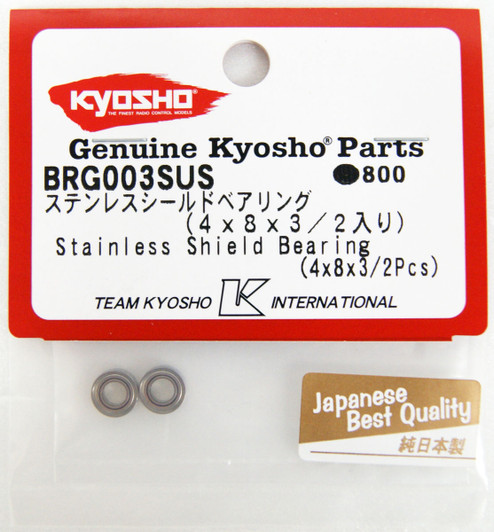 KYOSHO
THE FINEST RADIO CONTROL MODELS
Genuine Kyosho® Parts
BRG003SUS ●800
ステンレスシールドベアリング
(4x8x3/2入り)
Stainless Shield Bearing
(4x8x3/2Pcs)
TEAM KYOSHO K INTERNATIONAL
Japanese
Best Quality
純日本製